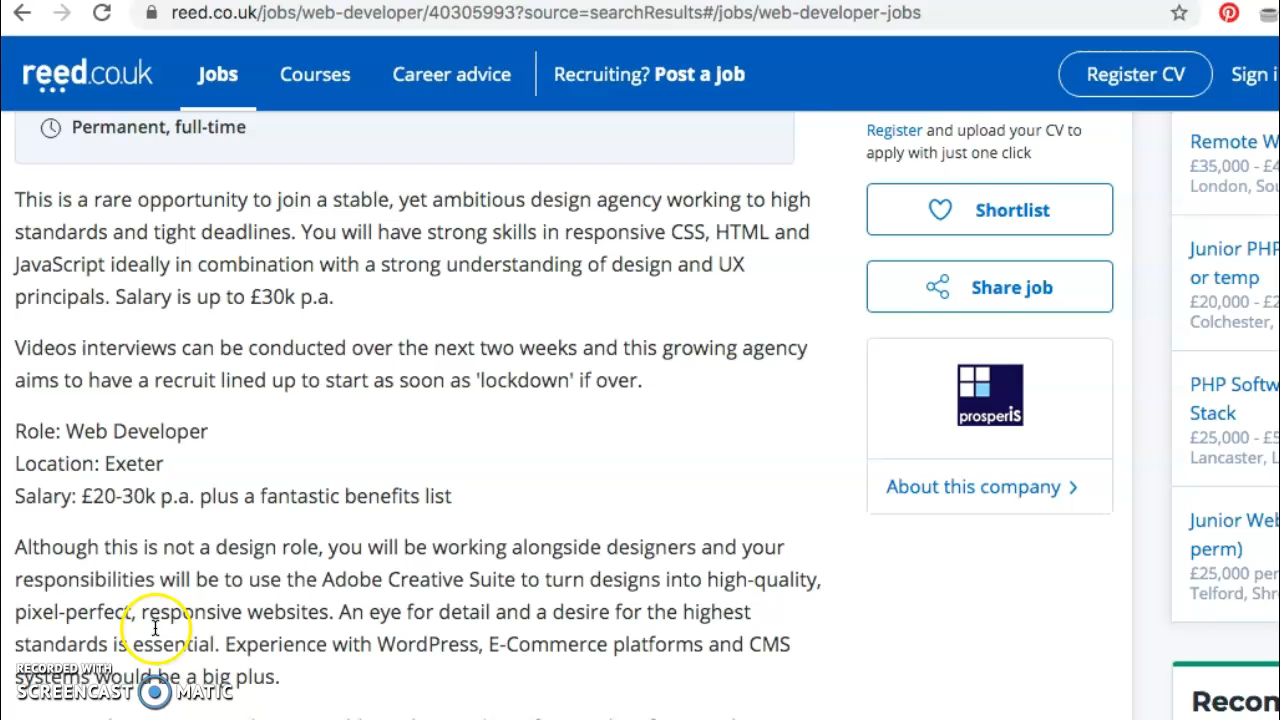 reed.co.uk/jobs/web-developer/40305993?source=searchResults#/jobs/web-developer-jobs
reed.co.uk Jobs Courses Career advice Recruiting? Post a job Register CV Sign i
Permanent, full-time
This is a rare opportunity to join a stable, yet ambitious design agency working to high
standards and tight deadlines. You will have strong skills in responsive CSS, HTML and
JavaScript ideally in combination with a strong understanding of design and UX
principals. Salary is up to £30k p.a.
Videos interviews can be conducted over the next two weeks and this growing agency
aims to have a recruit lined up to start as soon as 'lockdown' if over.
Role: Web Developer
Location: Exeter
Salary: £20-30k p.a. plus a fantastic benefits list
Although this is not a design role, you will be working alongside designers and your
responsibilities will be to use the Adobe Creative Suite to turn designs into high-quality,
pixel-perfect, responsive websites. An eye for detail and a desire for the highest
standards is essential. Experience with WordPress, E-Commerce platforms and CMS
systems would be a big plus.
RECORDED WITH
SCREENCAST MATIC
Register and upload your CV to
apply with just one click
Shortlist
Share job
prosperis
About this company
Remote W
£35,000 - £4
London, Sou
Junior PHP
or temp
£20,000 - £2
Colchester,
PHP Softw
Stack
£25,000 - £5
Lancaster, L
Junior Web
perm)
£25,000 per
Telford, Shr
Recon